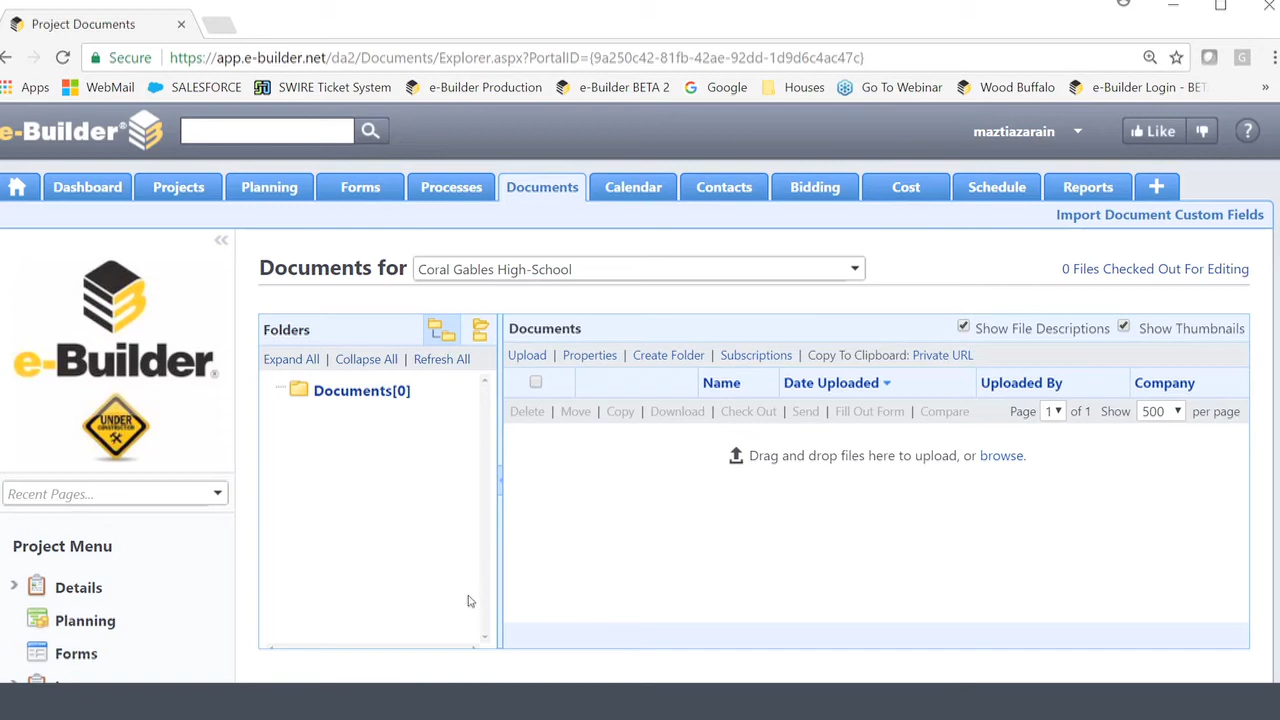 Project Documents
Secure https://app.e-builder.net/da2/Documents/Explorer.aspx?PortalID={9a250c42-81fb-42ae-92dd-1d9d6c4ac47c}
G
Apps WebMail SALESFORCE SWIRE Ticket System e-Builder Production e-Builder BETA 2 Google Houses Go To Webinar Wood Buffalo e-Builder Login - BET »
e-Builder® maztiazarain Like ?
Dashboard Projects Planning Forms Processes Documents Calendar Contacts Bidding Cost Schedule Reports +
Import Document Custom Fields
e-Builder®
UNDER CONSTRUCTION
Recent Pages...
Project Menu
Details
Planning
Forms
Documents for Coral Gables High-School 0 Files Checked Out For Editing
Folders
Expand All | Collapse All | Refresh All
Documents[0]
Documents Show File Descriptions Show Thumbnails
Upload | Properties | Create Folder | Subscriptions | Copy To Clipboard: Private URL
Name Date Uploaded Uploaded By Company
Delete | Move | Copy | Download | Check Out | Send | Fill Out Form | Compare Page 1 of 1 Show 500 per page
Drag and drop files here to upload, or browse.